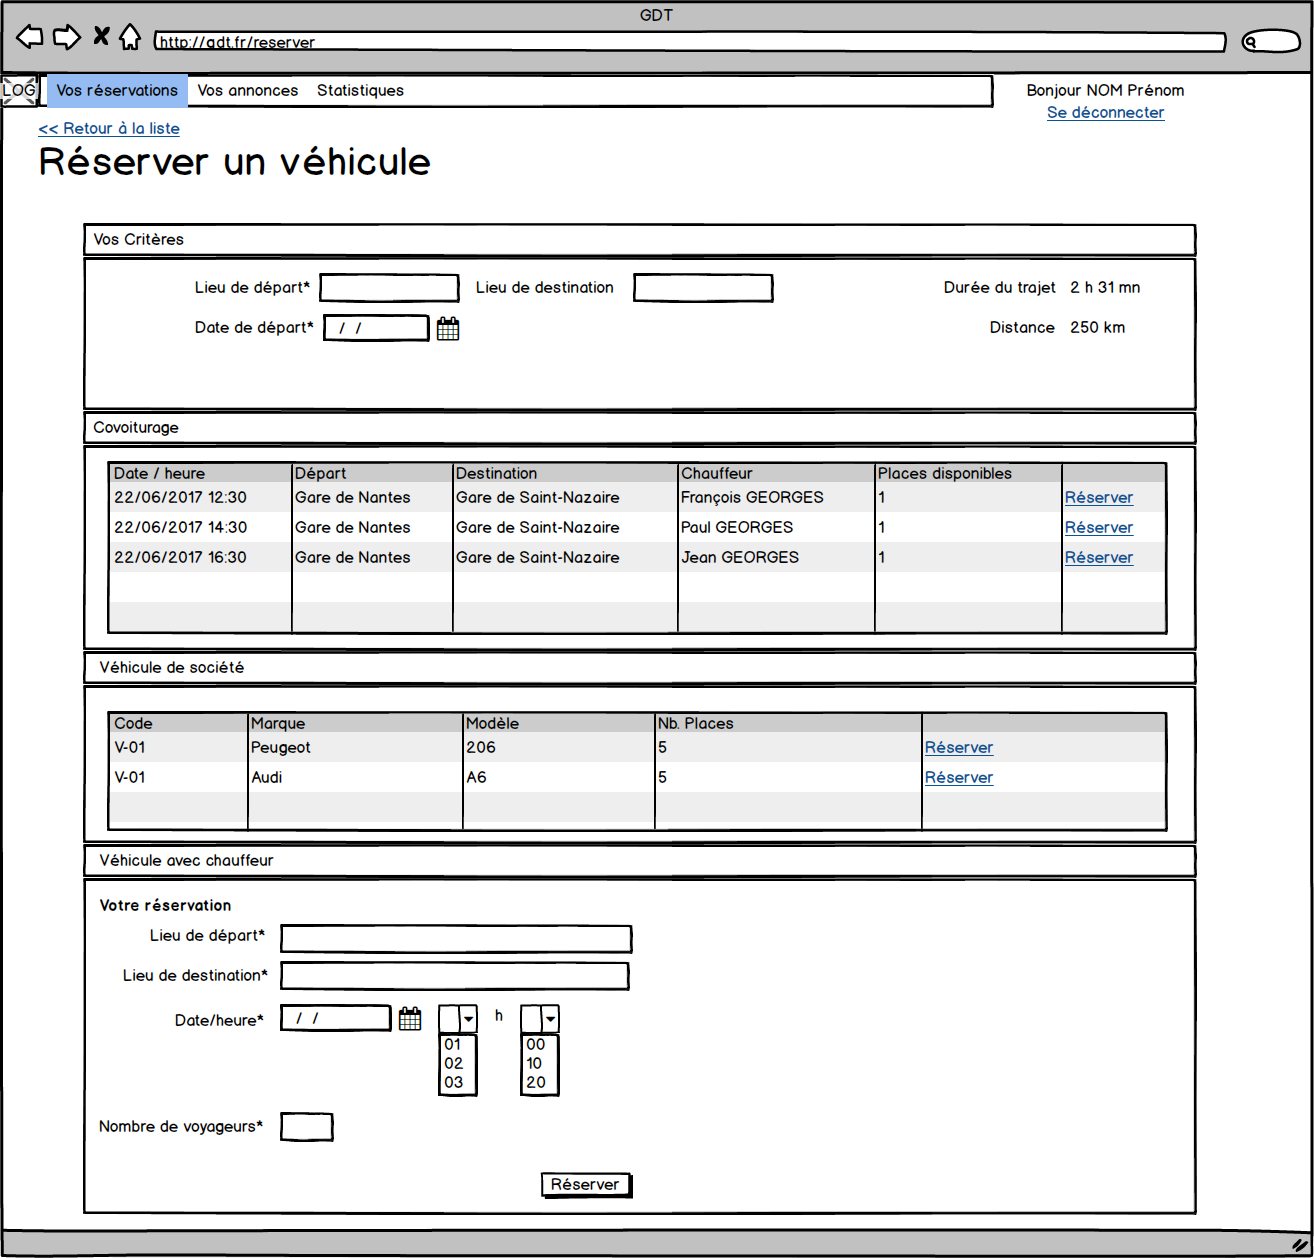 GDT
http://gdt.fr/reserver
LOG Vos réservations Vos annonces Statistiques Bonjour NOM Prénom
Se déconnecter
<< Retour à la liste
Réserver un véhicule
Vos Critères
Lieu de départ* Lieu de destination Durée du trajet 2 h 31 mn
Date de départ* / / Distance 250 km
Covoiturage
Date / heure Départ Destination Chauffeur Places disponibles
22/06/2017 12:30 Gare de Nantes Gare de Saint-Nazaire François GEORGES 1 Réserver
22/06/2017 14:30 Gare de Nantes Gare de Saint-Nazaire Paul GEORGES 1 Réserver
22/06/2017 16:30 Gare de Nantes Gare de Saint-Nazaire Jean GEORGES 1 Réserver
Véhicule de société
Code Marque Modèle Nb. Places
V-01 Peugeot 206 5 Réserver
V-01 Audi A6 5 Réserver
Véhicule avec chauffeur
Votre réservation
Lieu de départ*
Lieu de destination*
Date/heure* / / h
01 00
02 10
03 20
Nombre de voyageurs*
Réserver